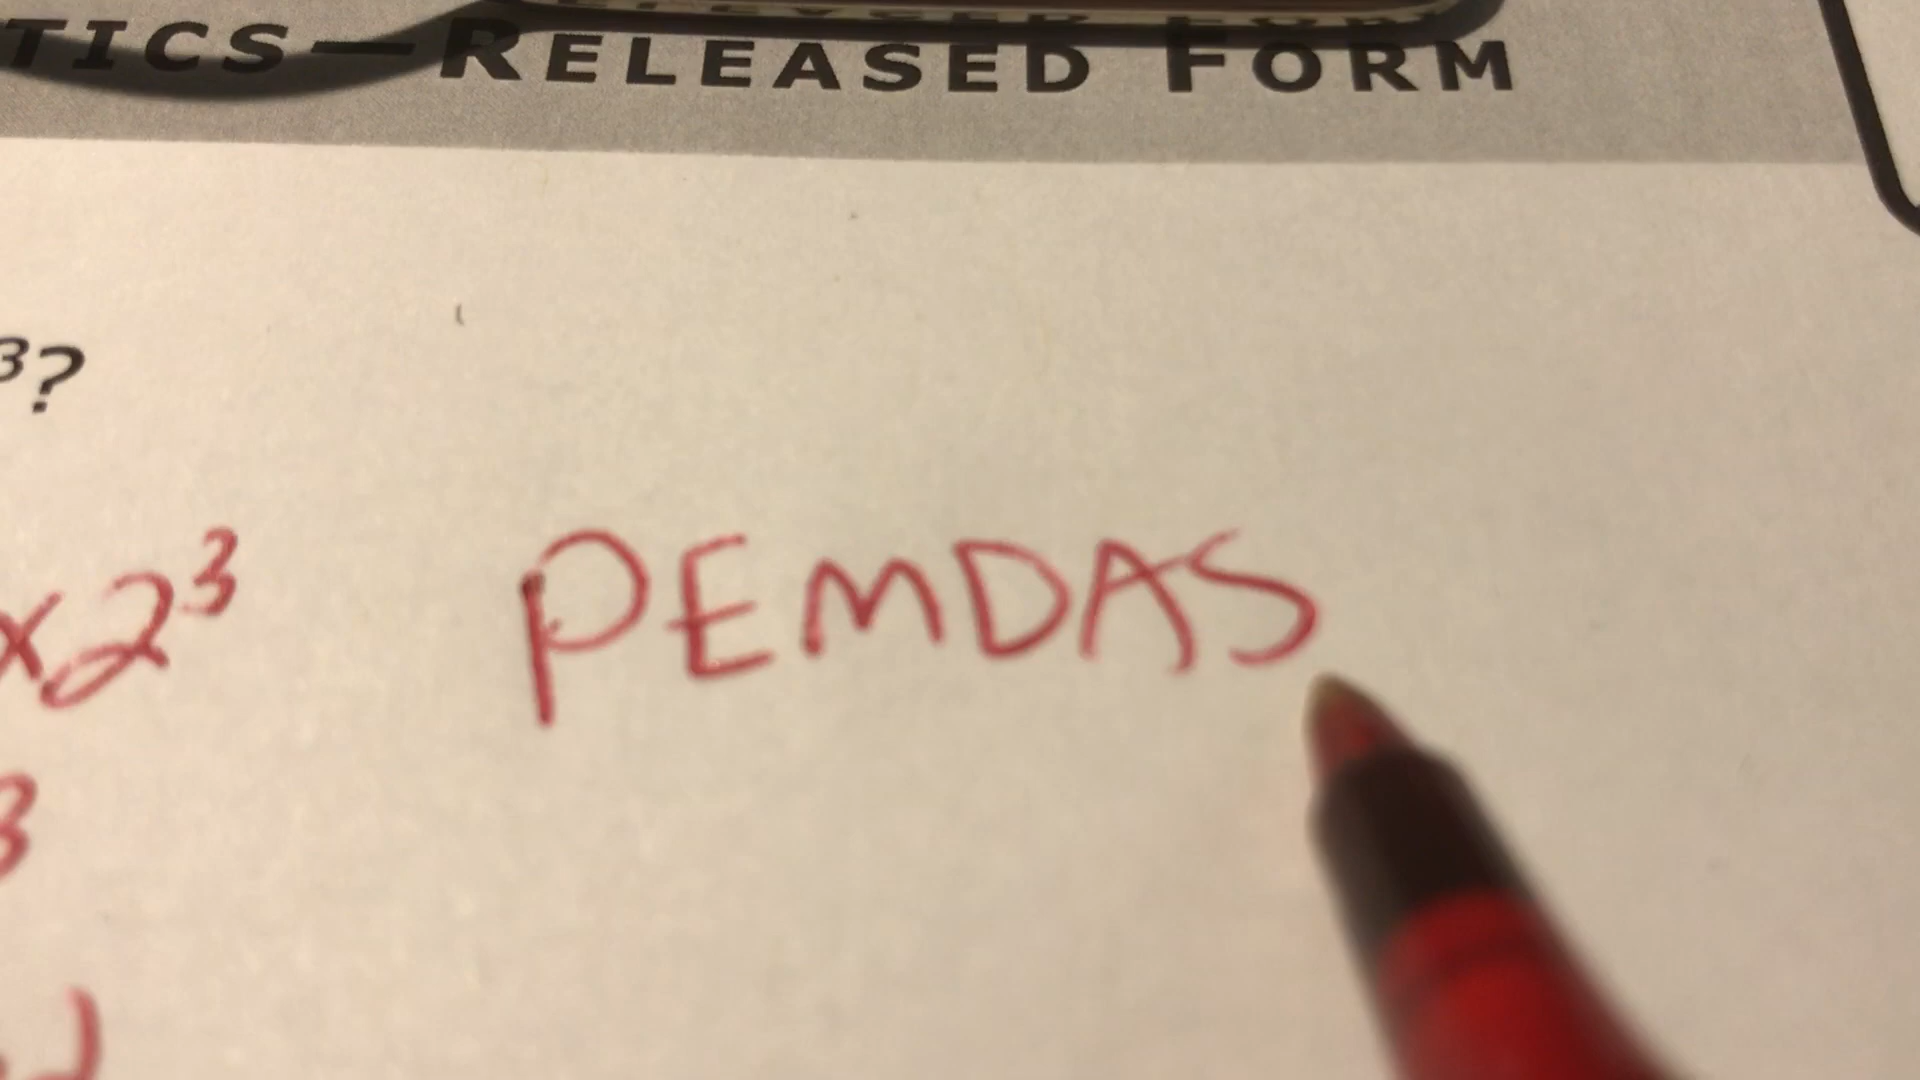 TICS—RELEASED FORM
3?
x2³
PEMDAS
3